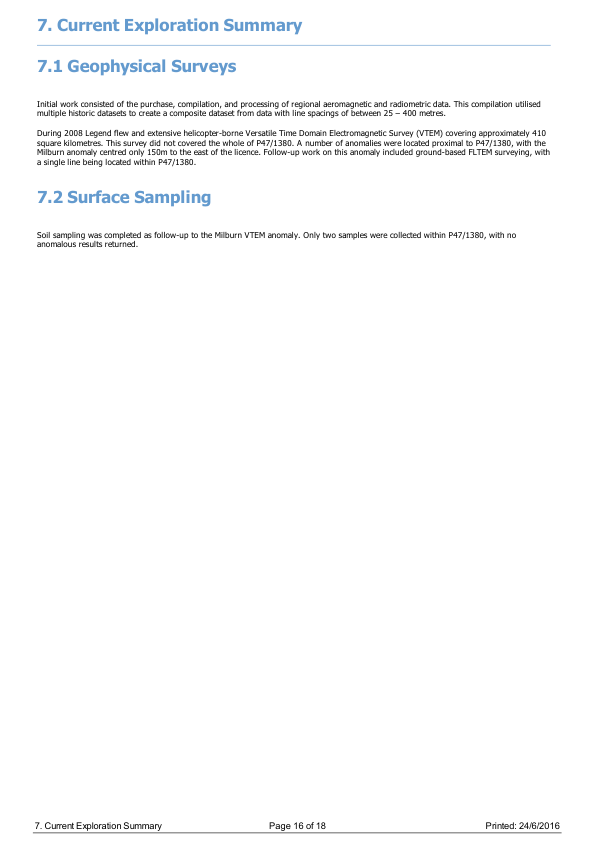 7. Current Exploration Summary
7.1 Geophysical Surveys
Initial work consisted of the purchase, compilation, and processing of regional aeromagnetic and radiometric data. This compilation utilised
multiple historic datasets to create a composite dataset from data with line spacings of between 25 – 400 metres.
During 2008 Legend flew and extensive helicopter-borne Versatile Time Domain Electromagnetic Survey (VTEM) covering approximately 410
square kilometres. This survey did not covered the whole of P47/1380. A number of anomalies were located proximal to P47/1380, with the
Milburn anomaly centred only 150m to the east of the licence. Follow-up work on this anomaly included ground-based FLTEM surveying, with
a single line being located within P47/1380.
7.2 Surface Sampling
Soil sampling was completed as follow-up to the Milburn VTEM anomaly. Only two samples were collected within P47/1380, with no
anomalous results returned.
7. Current Exploration Summary Page 16 of 18 Printed: 24/6/2016